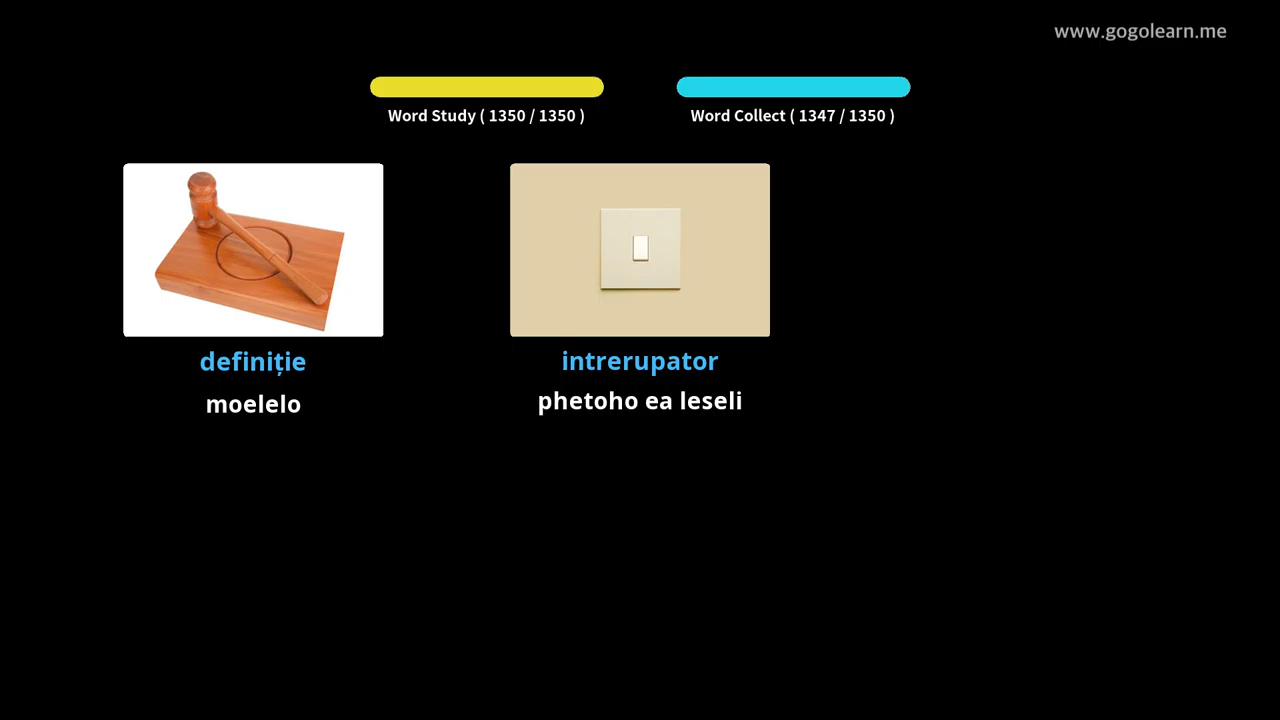 www.gogolearn.me
Word Study ( 1350 / 1350 )
Word Collect ( 1347 / 1350 )
definiție
intrerupator
moelelo
phetoho ea leseli